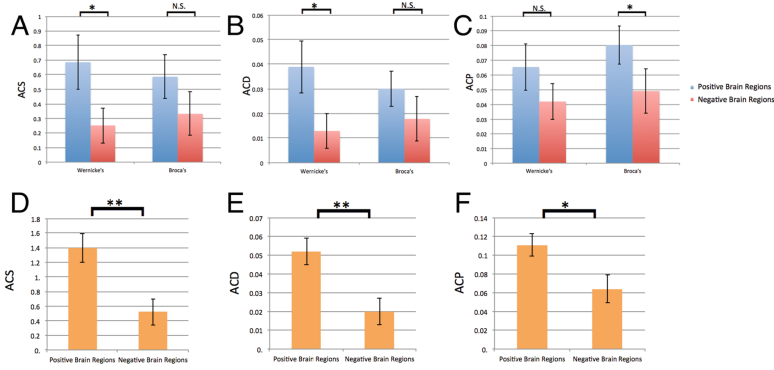 A
*
N.S.
ACS
1
0.9
0.8
0.7
0.6
0.5
0.4
0.3
0.2
0.1
0
Wernicke's Broca's
B
*
N.S.
ACD
0.06
0.05
0.04
0.03
0.02
0.01
0
Wernicke's Broca's
C
N.S.
*
ACP
0.1
0.09
0.08
0.07
0.06
0.05
0.04
0.03
0.02
0.01
0
Wernicke's Broca's
Positive Brain Regions
Negative Brain Regions
D
**
ACS
1.8
1.6
1.4
1.2
1.
0.8
0.6
0.4
0.2
0.
Positive Brain Regions Negative Brain Regions
E
**
ACD
0.07
0.06
0.05
0.04
0.03
0.02
0.01
0.
Positive Brain Regions Negative Brain Regions
F
*
ACP
0.14
0.12
0.1
0.08
0.06
0.04
0.02
0.
Positive Brain Regions Negative Brain Regions